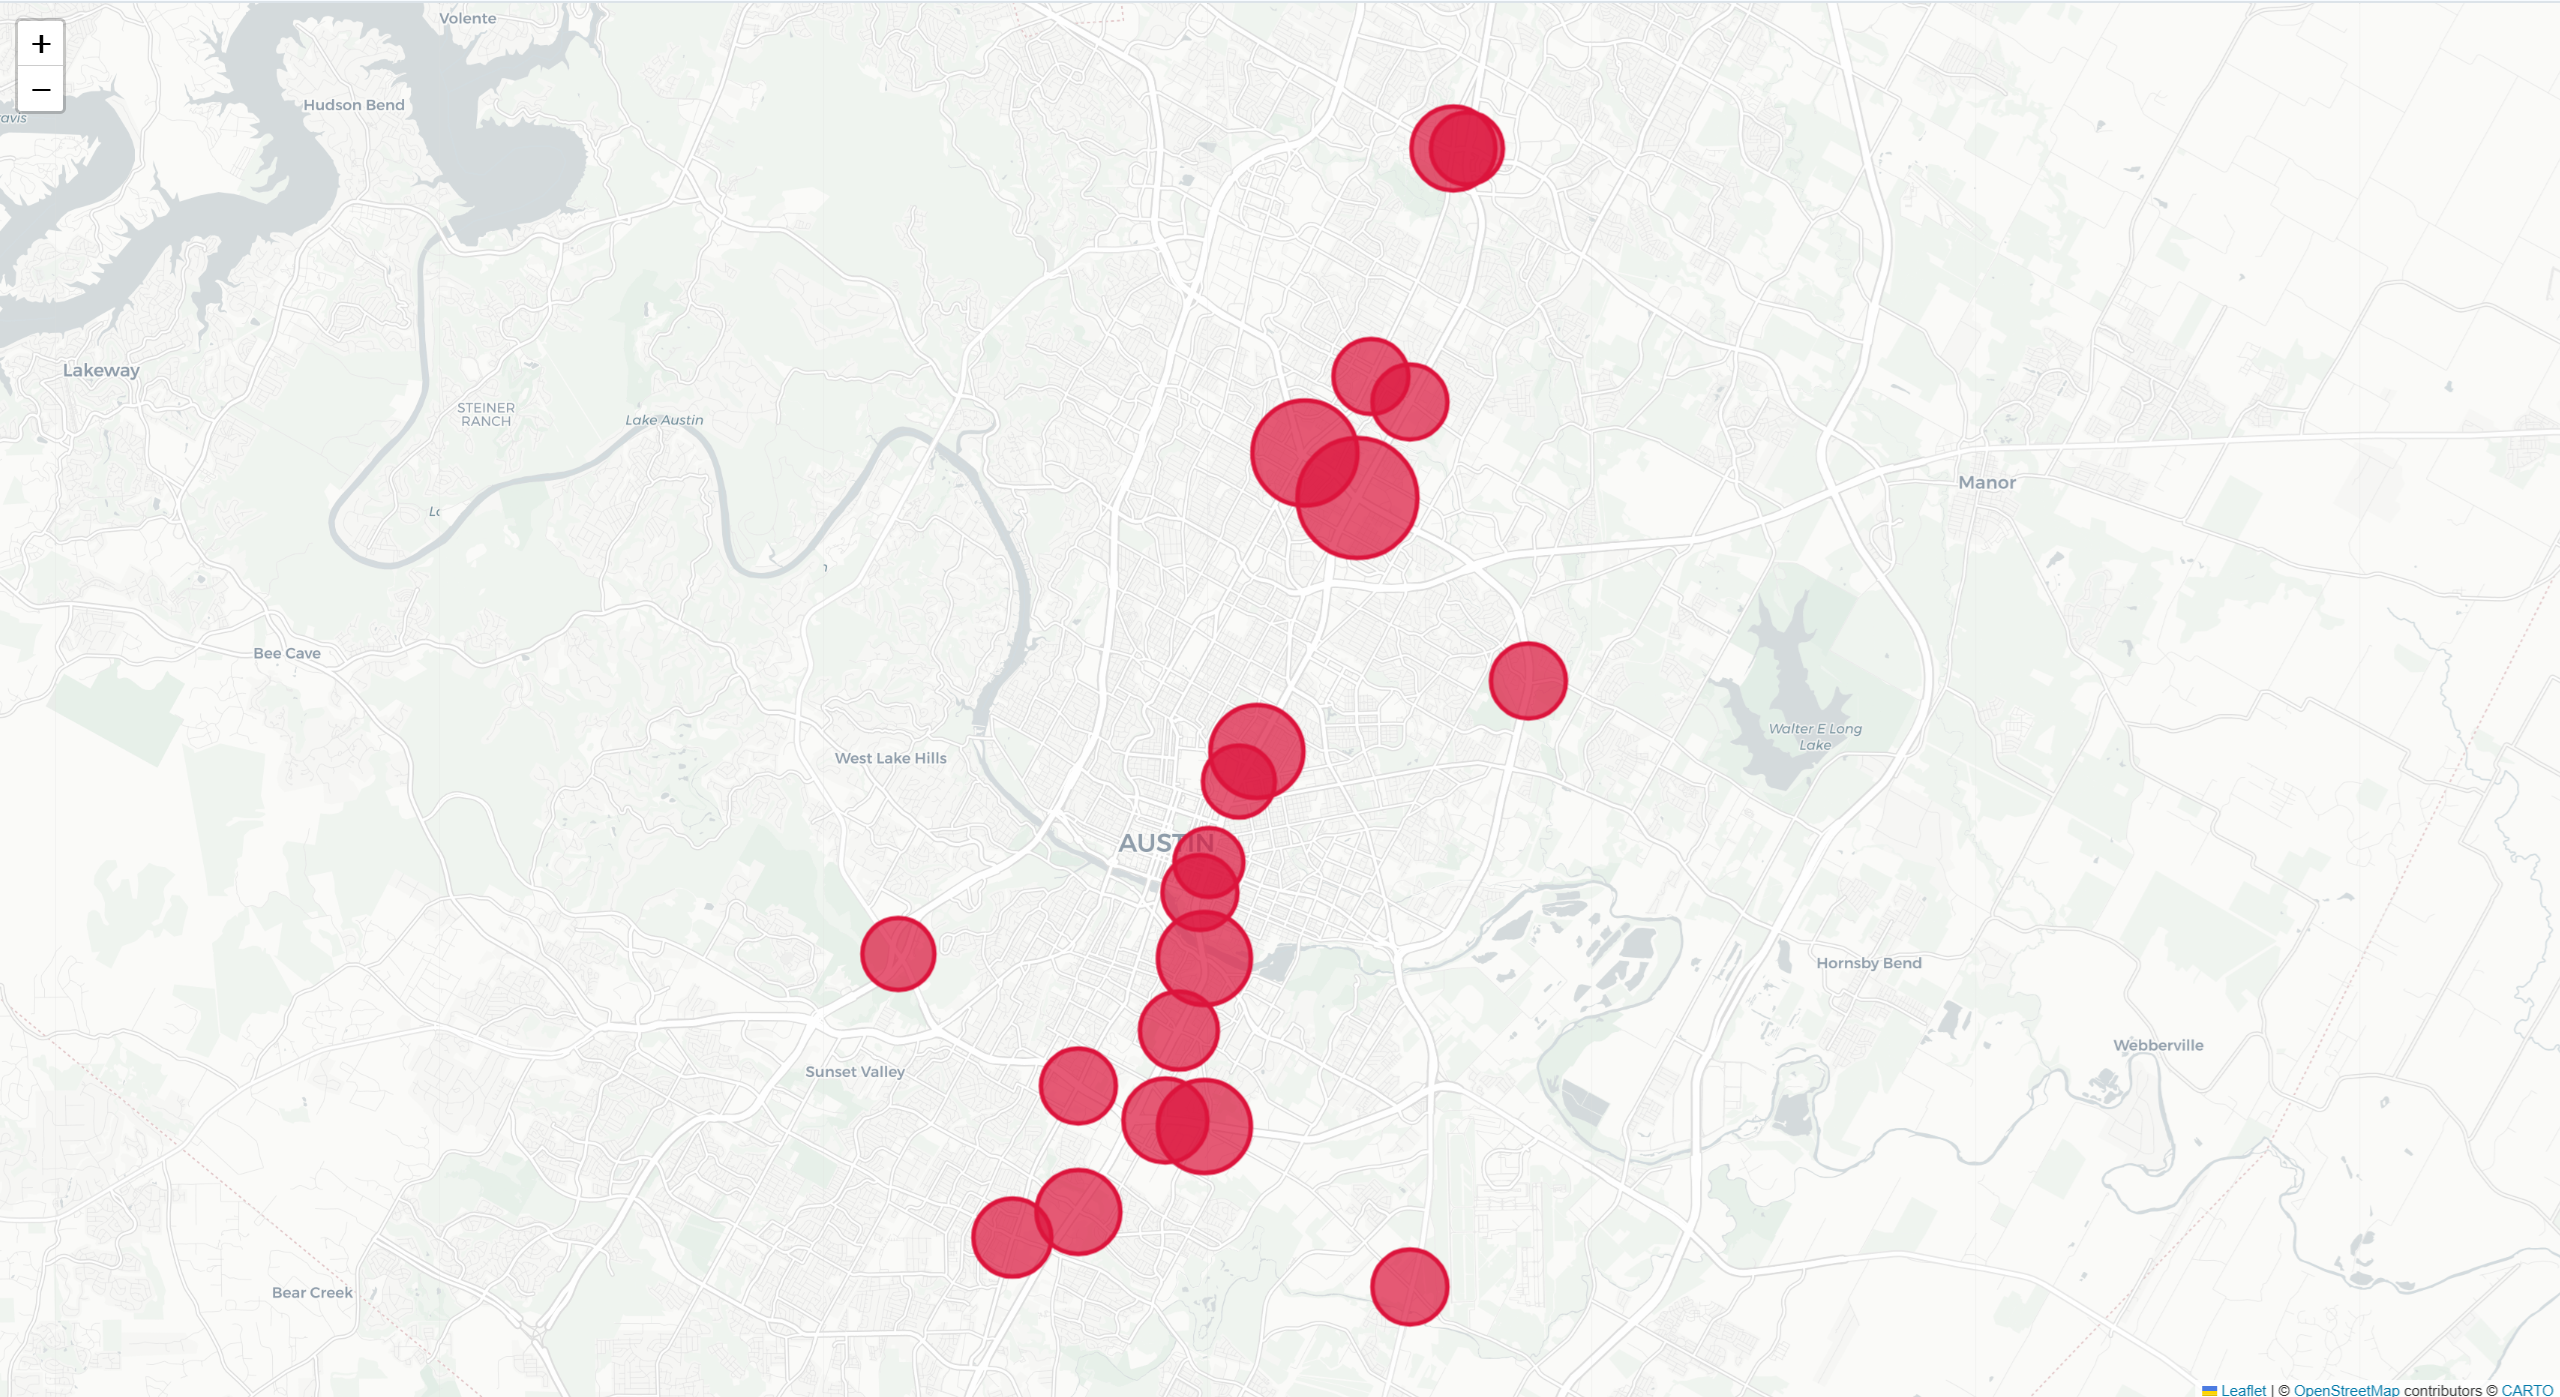 Volente
+
−
Hudson Bend
avis
Lakeway
STEINER
RANCH
Lake Austin
Manor
Bee Cave
Walter E Long
Lake
West Lake Hills
AUSTIN
Hornsby Bend
Webberville
Sunset Valley
Bear Creek
Leaflet | © OpenStreetMap contributors © CARTO